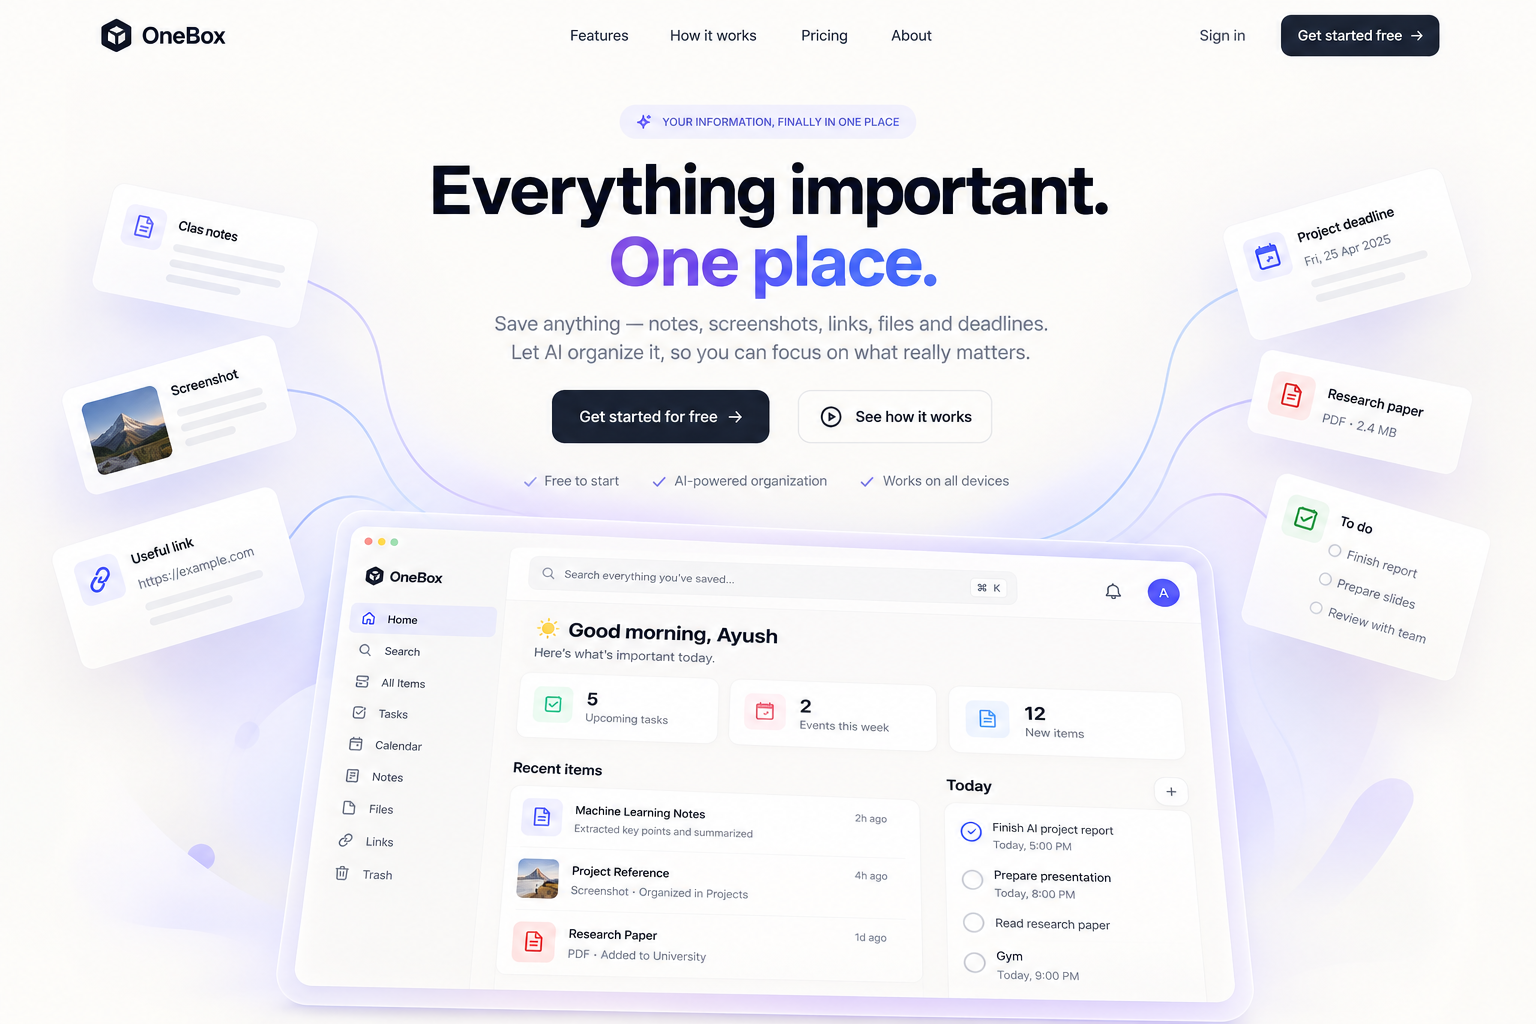 OneBox
Features
How it works
Pricing
About
Sign in
Get started free →
YOUR INFORMATION, FINALLY IN ONE PLACE
Everything important.
One place.
Save anything — notes, screenshots, links, files and deadlines.
Let AI organize it, so you can focus on what really matters.
Get started for free →
See how it works
Free to start
AI-powered organization
Works on all devices
Clas notes
Screenshot
Useful link
https://example.com
Project deadline
Fri, 25 Apr 2025
Research paper
PDF • 2.4 MB
To do
Finish report
Prepare slides
Review with team
OneBox
Home
Search
All Items
Tasks
Calendar
Notes
Files
Links
Trash
Search everything you've saved...
⌘ K
A
Good morning, Ayush
Here's what's important today.
5
Upcoming tasks
2
Events this week
12
New items
Recent items
Machine Learning Notes
Extracted key points and summarized
2h ago
Project Reference
Screenshot • Organized in Projects
4h ago
Research Paper
PDF • Added to University
1d ago
Today
+
Finish AI project report
Today, 5:00 PM
Prepare presentation
Today, 8:00 PM
Read research paper
Gym
Today, 9:00 PM